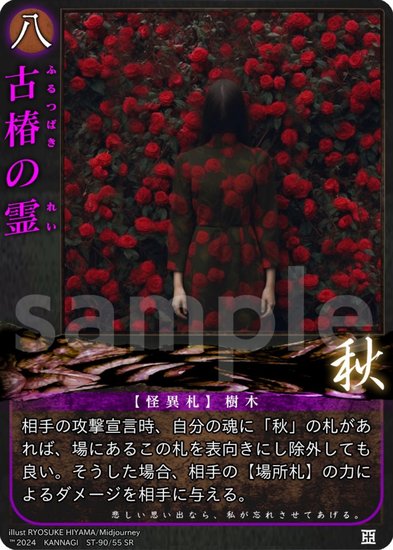 八
古椿の霊
ふるつばき
れい
sample
秋
【怪異札】樹木
相手の攻撃宣言時、自分の魂に「秋」の札があ
れば、場にあるこの札を表向きにし除外しても
良い。そうした場合、相手の【場所札】の力に
よるダメージを相手に与える。
悲しい思い出なら、私が忘れさせてあげる。
illust RYOSUKE HIYAMA/Midjourney
™2024 KANNAGI ST-90/55 SR